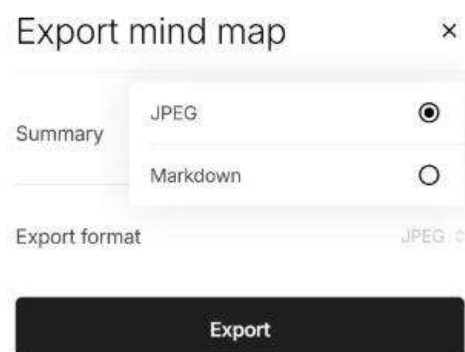 Export mind map ×
JPEG
Summary
Markdown
Export format JPEG
Export